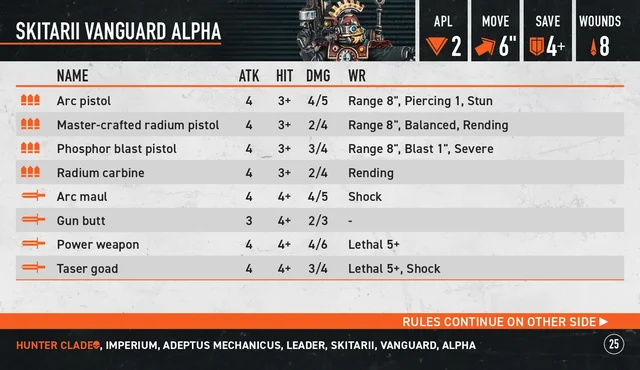 SKITARII VANGUARD ALPHA
APL MOVE SAVE WOUNDS
2 6" 4+ 8
NAME ATK HIT DMG WR
Arc pistol 4 3+ 4/5 Range 8", Piercing 1, Stun
Master-crafted radium pistol 4 3+ 2/4 Range 8", Balanced, Rending
Phosphor blast pistol 4 3+ 3/4 Range 8", Blast 1", Severe
Radium carbine 4 3+ 2/4 Rending
Arc maul 4 4+ 4/5 Shock
Gun butt 3 4+ 2/3 -
Power weapon 4 4+ 4/6 Lethal 5+
Taser goad 4 4+ 3/4 Lethal 5+, Shock
RULES CONTINUE ON OTHER SIDE ▶
HUNTER CLADE, IMPERIUM, ADEPTUS MECHANICUS, LEADER, SKITARII, VANGUARD, ALPHA
25